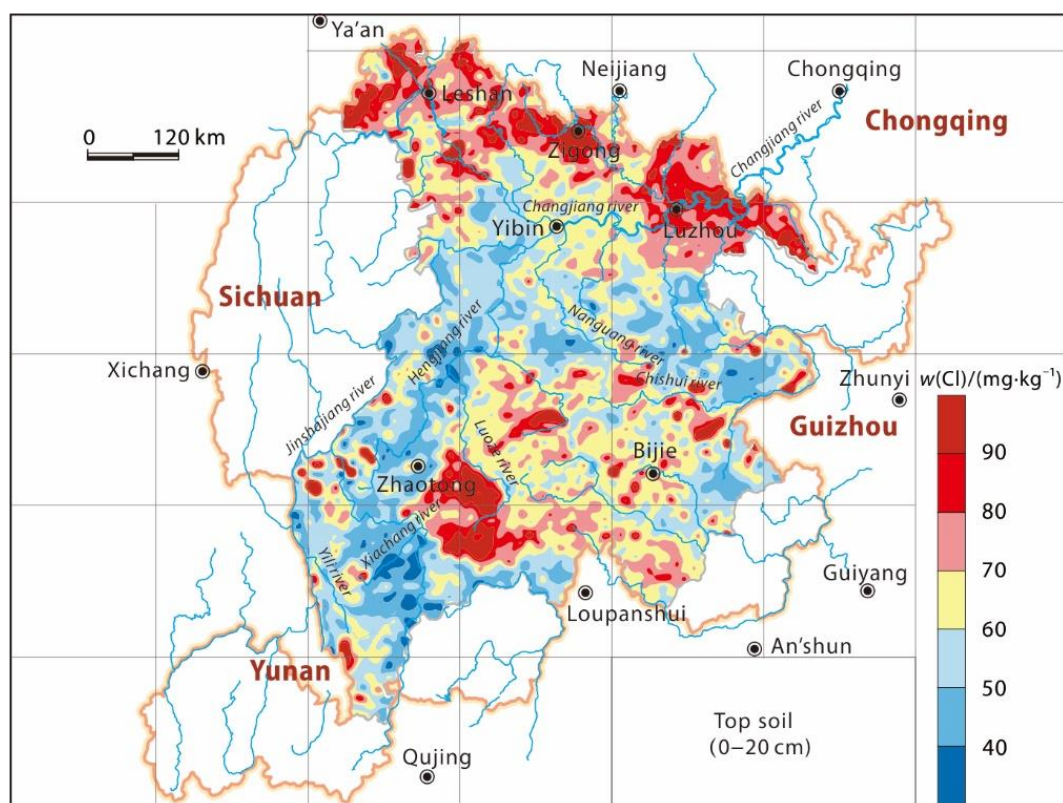 Ya'an
Neijiang
Chongqing
Leshan
Chongqing
0 120 km
Zigong
Changjiang river
Changjiang river
Luzhou
Yibin
Sichuan
Hengjiang river
Nanguang river
Xichang
Jinshajiang river
Chishui river
Zhunyi
w(Cl)/(mg·kg⁻¹)
Guizhou
Luoze river
Bijie
Zhaotong
90
80
Xiachang river
Yili river
70
Guiyang
Loupanshui
60
An'shun
Yunan
50
Top soil
(0–20 cm)
40
Qujing